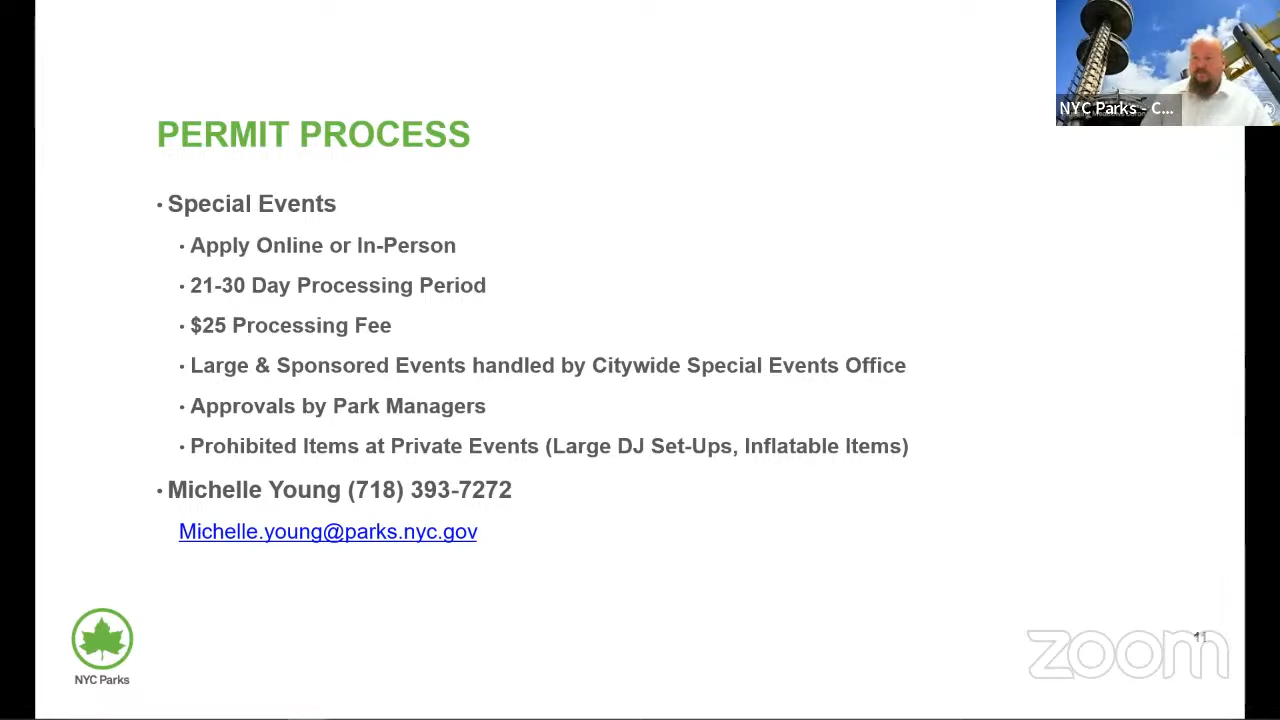 NYC Parks - C...
PERMIT PROCESS
• Special Events
• Apply Online or In-Person
• 21-30 Day Processing Period
• $25 Processing Fee
• Large & Sponsored Events handled by Citywide Special Events Office
• Approvals by Park Managers
• Prohibited Items at Private Events (Large DJ Set-Ups, Inflatable Items)
• Michelle Young (718) 393-7272
Michelle.young@parks.nyc.gov
NYC Parks
11
zoom